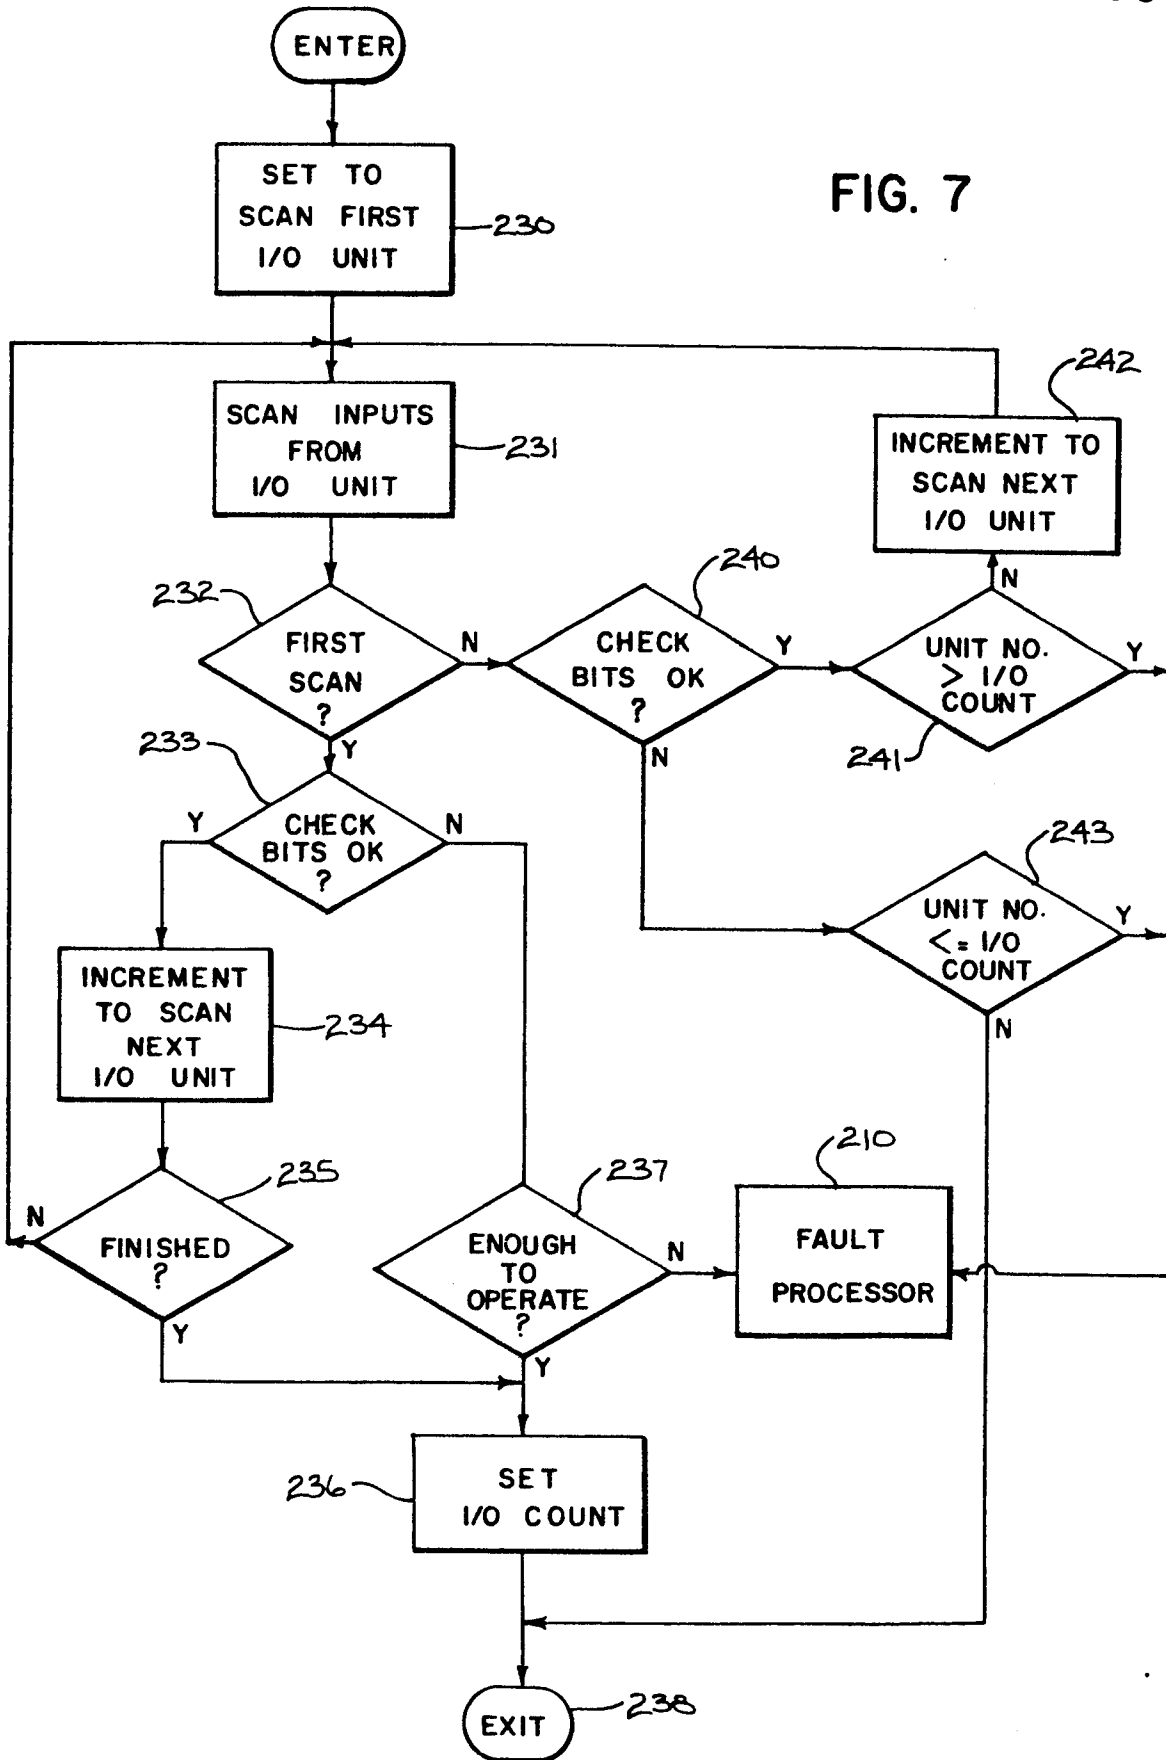 ENTER
SET TO
SCAN FIRST
I/O UNIT
230
FIG. 7
SCAN INPUTS
FROM
I/O UNIT
231
242
INCREMENT TO
SCAN NEXT
I/O UNIT
N
232
FIRST
SCAN
?
N
Y
240
CHECK
BITS OK
?
Y
N
UNIT NO.
> I/O
COUNT
Y
241
233
Y
CHECK
BITS OK
?
N
243
UNIT NO.
<= I/O
COUNT
Y
N
INCREMENT
TO SCAN
NEXT
I/O UNIT
234
235
N
FINISHED
?
Y
237
ENOUGH
TO
OPERATE
?
N
Y
210
FAULT
PROCESSOR
236
SET
I/O COUNT
EXIT
238